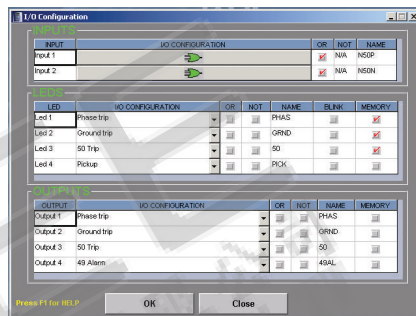 I/O Configuration
INPUTS
INPUT I/O CONFIGURATION OR NOT NAME
Input 1 N/A N50P
Input 2 N/A N50N
LEDS
LED I/O CONFIGURATION OR NOT NAME BLINK MEMORY
Led 1 Phase trip PHAS
Led 2 Ground trip GRND
Led 3 50 Trip 50
Led 4 Pickup PICK
OUTPUTS
OUTPUT I/O CONFIGURATION OR NOT NAME MEMORY
Output 1 Phase trip PHAS
Output 2 Ground trip GRND
Output 3 50 Trip 50
Output 4 49 Alarm 49AL
Press F1 for HELP OK Close